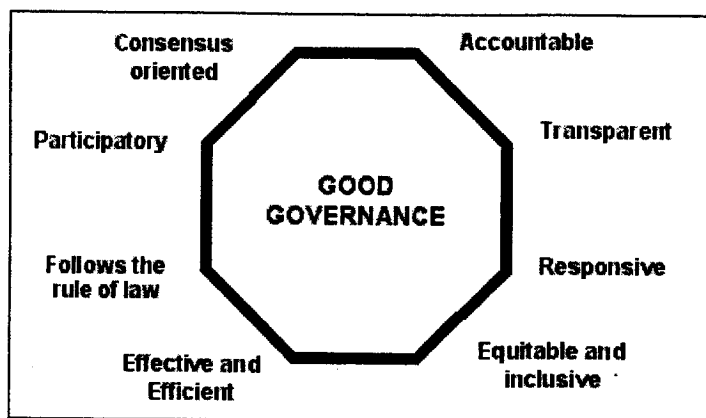 Consensus
oriented
Accountable
Participatory
Transparent
GOOD
GOVERNANCE
Follows the
rule of law
Responsive
Effective and
Efficient
Equitable and
inclusive